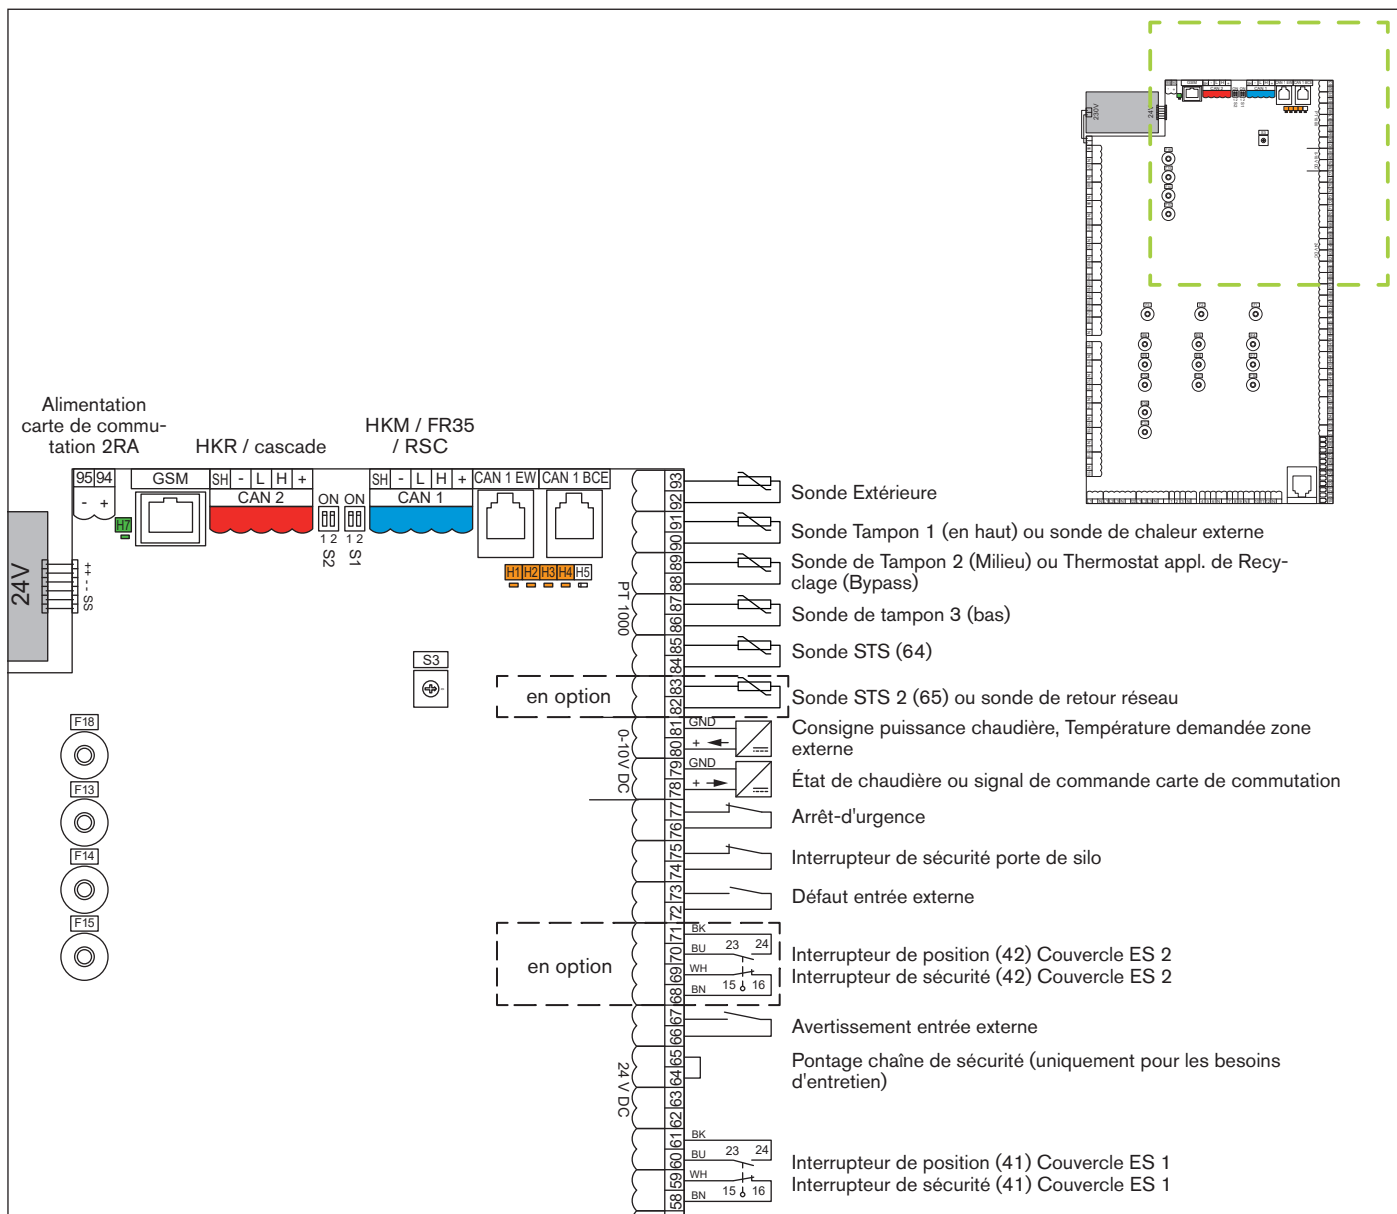 GSM
SH - L H +
CAN 2
CAN 1
230V
24V
Alimentation
carte de commu-
tation 2RA
HKR / cascade
HKM / FR35
/ RSC
95 94
- +
GSM
SH - L H +
CAN 2
ON ON
1 2 1 2
S2 S1
SH - L H +
CAN 1
CAN 1 EW
CAN 1 BCE
H7
H1 H2 H3 H4 H5
24V
++ -- SS
S3
F18
F13
F14
F15
PT 1000
0-10V DC
24 V DC
93
92
Sonde Extérieure
91
90
Sonde Tampon 1 (en haut) ou sonde de chaleur externe
89
88
Sonde de Tampon 2 (Milieu) ou Thermostat appl. de Recy-
clage (Bypass)
87
86
Sonde de tampon 3 (bas)
85
84
Sonde STS (64)
en option
83
82
Sonde STS 2 (65) ou sonde de retour réseau
81 GND
80 +
Consigne puissance chaudière, Température demandée zone
externe
79 GND
78 +
État de chaudière ou signal de commande carte de commutation
77
76
Arrêt-d'urgence
75
74
Interrupteur de sécurité porte de silo
73
72
Défaut entrée externe
en option
71 BK
70 BU 23 24
69 WH
68 BN 15 16
Interrupteur de position (42) Couvercle ES 2
Interrupteur de sécurité (42) Couvercle ES 2
67
66
Avertissement entrée externe
65
64
Pontage chaîne de sécurité (uniquement pour les besoins
d'entretien)
63
62
61 BK
60 BU 23 24
59 WH
58 BN 15 16
Interrupteur de position (41) Couvercle ES 1
Interrupteur de sécurité (41) Couvercle ES 1